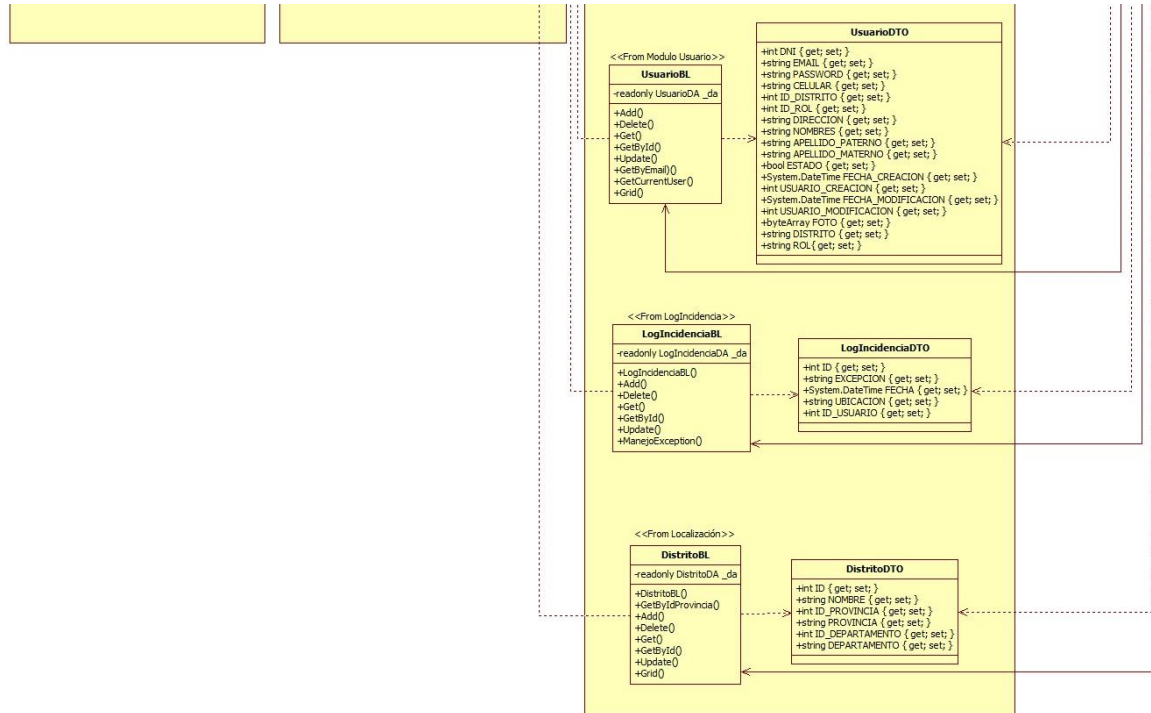 <<From Modulo Usuario>>
UsuarioBL
-readonly UsuarioDA _da
+Add()
+Delete()
+Get()
+GetById()
+Update()
+GetByEmail)()
+GetCurrentUser()
+Grid()
UsuarioDTO
+int DNI { get; set; }
+string EMAIL { get; set; }
+string PASSWORD { get; set; }
+string CELULAR { get; set; }
+int ID_DISTRITO { get; set; }
+int ID_ROL { get; set; }
+string DIRECCION { get; set; }
+string NOMBRES { get; set; }
+string APELLIDO_PATERNO { get; set; }
+string APELLIDO_MATERNO { get; set; }
+bool ESTADO { get; set; }
+System.DateTime FECHA_CREACION { get; set; }
+int USUARIO_CREACION { get; set; }
+System.DateTime FECHA_MODIFICACION { get; set; }
+int USUARIO_MODIFICACION { get; set; }
+byteArray FOTO { get; set; }
+string DISTRITO { get; set; }
+string ROL{ get; set; }
<<From LogIncidencia>>
LogIncidenciaBL
-readonly LogIncidenciaDA _da
+LogIncidenciaBL()
+Add()
+Delete()
+Get()
+GetById()
+Update()
+ManejoException()
LogIncidenciaDTO
+int ID { get; set; }
+string EXCEPCION { get; set; }
+System.DateTime FECHA { get; set; }
+string UBICACION { get; set; }
+int ID_USUARIO { get; set; }
<<From Localización>>
DistritoBL
-readonly DistritoDA _da
+DistritoBL()
+GetByIdProvincia()
+Add()
+Delete()
+Get()
+GetById()
+Update()
+Grid()
DistritoDTO
+int ID { get; set; }
+string NOMBRE { get; set; }
+int ID_PROVINCIA { get; set; }
+string PROVINCIA { get; set; }
+int ID_DEPARTAMENTO { get; set; }
+string DEPARTAMENTO { get; set; }